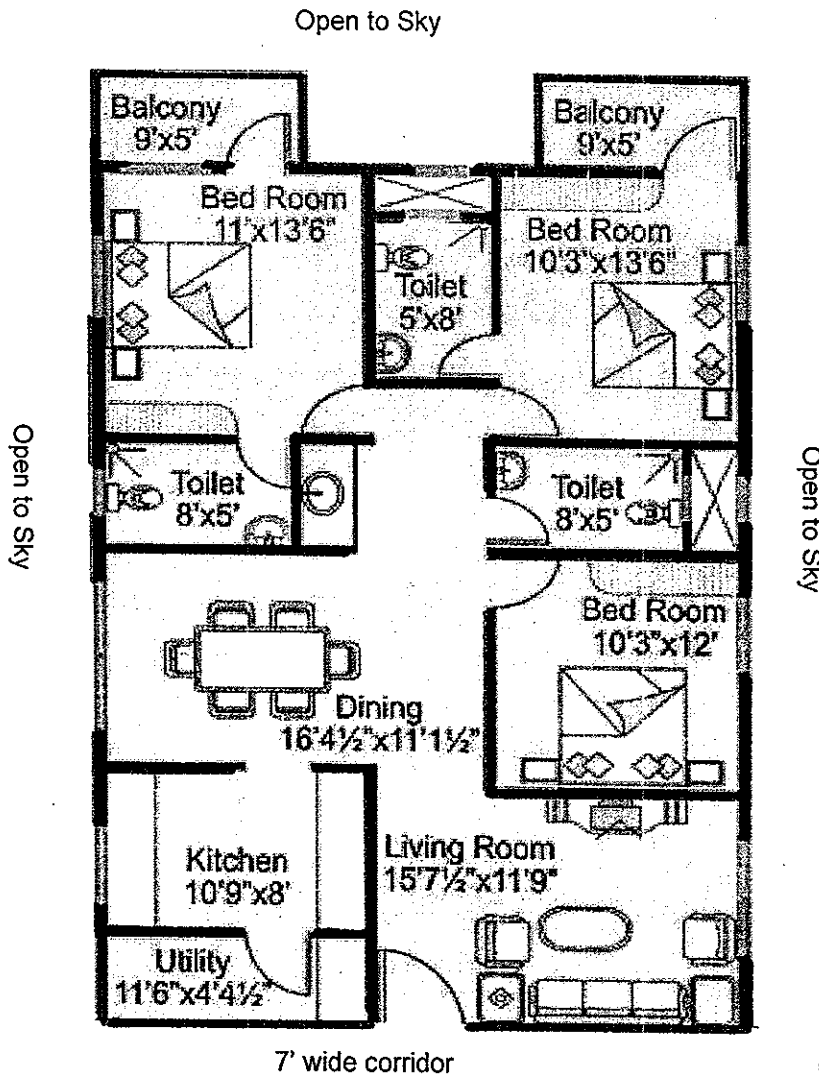 Open to Sky
Balcony
9'x5'
Balcony
9'x5'
Bed Room
11'x13'6"
Bed Room
10'3"x13'6"
Toilet
5'x8'
Open to Sky
Toilet
8'x5'
Toilet
8'x5'
Open to Sky
Bed Room
10'3"x12'
Dining
16'4½"x11'1½"
Kitchen
10'9"x8'
Living Room
15'7½"x11'9"
Utility
11'6"x4'4½"
7' wide corridor